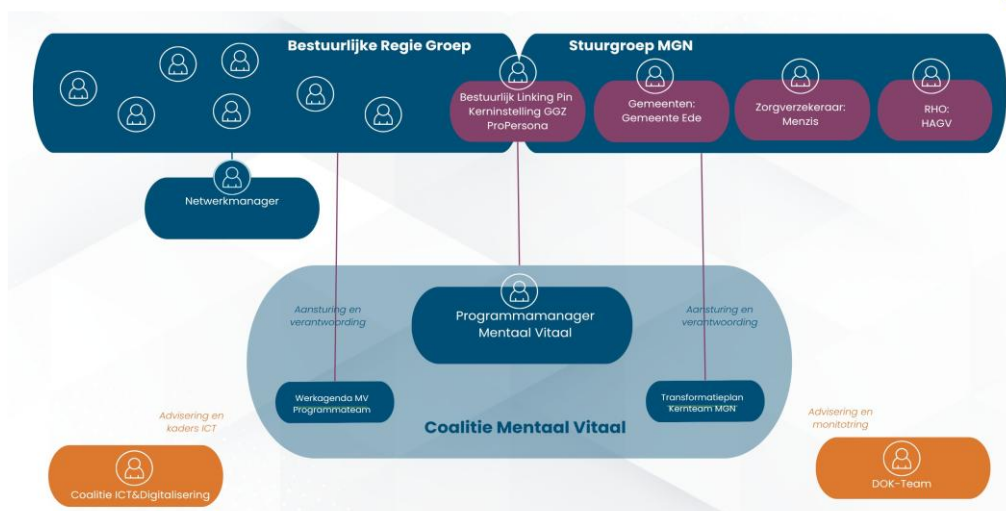 Bestuurlijke Regie Groep
Stuurgroep MGN
Bestuurlijk Linking Pin
Kerninstelling GGZ
ProPersona
Gemeenten:
Gemeente Ede
Zorgverzekeraar:
Menzis
RHO:
HAGV
Netwerkmanager
Programmamanager
Mentaal Vitaal
Aansturing en
verantwoording
Aansturing en
verantwoording
Werkagenda MV
Programmateam
Transformatieplan
'Kernteam MGN'
Coalitie Mentaal Vitaal
Advisering en
kaders ICT
Coalitie ICT&Digitalisering
Advisering en
monitotring
DOK-Team